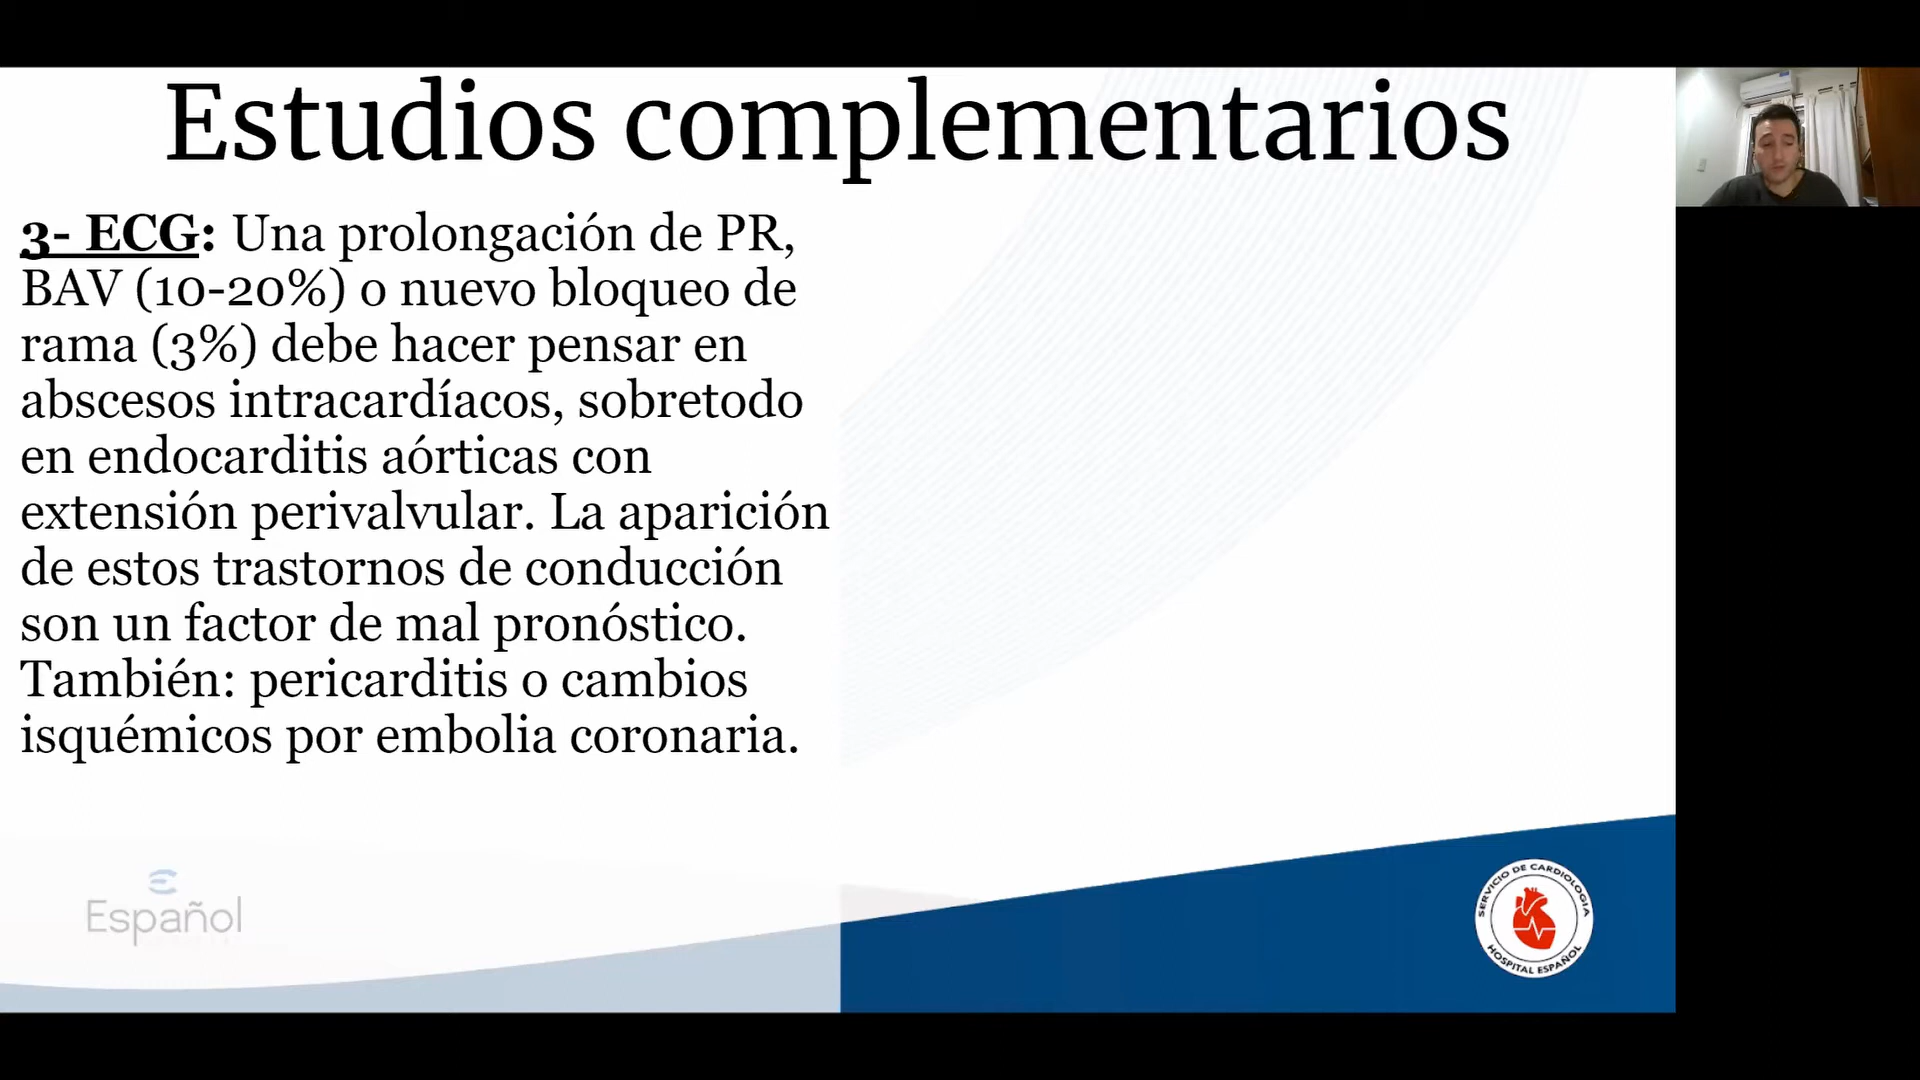 Estudios complementarios
3- ECG: Una prolongación de PR,
BAV (10-20%) o nuevo bloqueo de
rama (3%) debe hacer pensar en
abscesos intracardíacos, sobretodo
en endocarditis aórticas con
extensión perivalvular. La aparición
de estos trastornos de conducción
son un factor de mal pronóstico.
También: pericarditis o cambios
isquémicos por embolia coronaria.
Español
SERVICIO DE CARDIOLOGIA
HOSPITAL ESPAÑOL